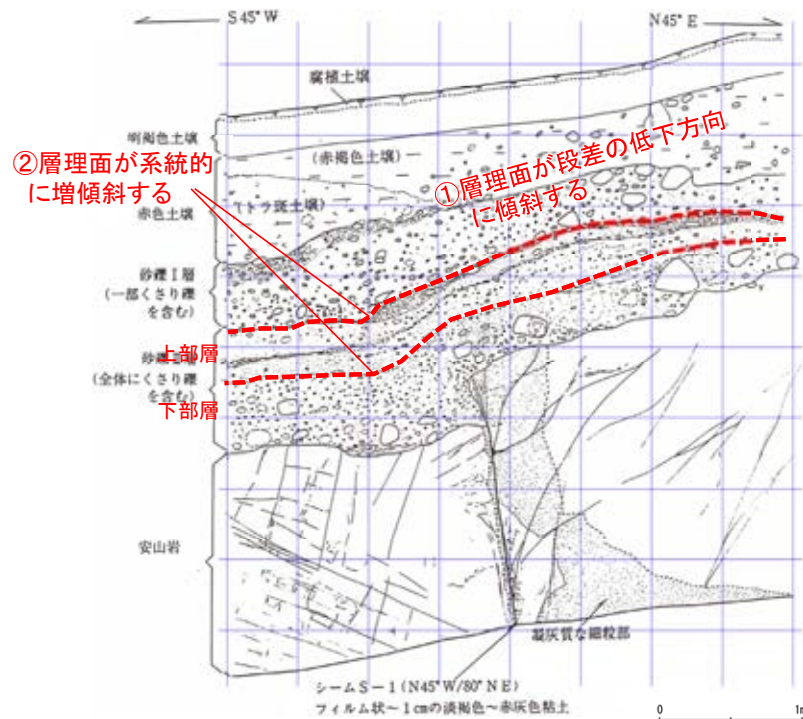 S45°W
N45°E
腐植土壌
明褐色土壌
(赤褐色土壌)
①層理面が段差の低下方向
に傾斜する
②層理面が系統的
に増傾斜する
(トラ斑土壌)
赤色土壌
砂礫Ⅰ層
(一部くさり礫
を含む)
上部層
(全体にくさり礫
を含む)
下部層
安山岩
凝灰質な細粒部
シームS-1(N45°W/80°NE)
フィルム状～1cmの淡褐色～赤灰色粘土
0